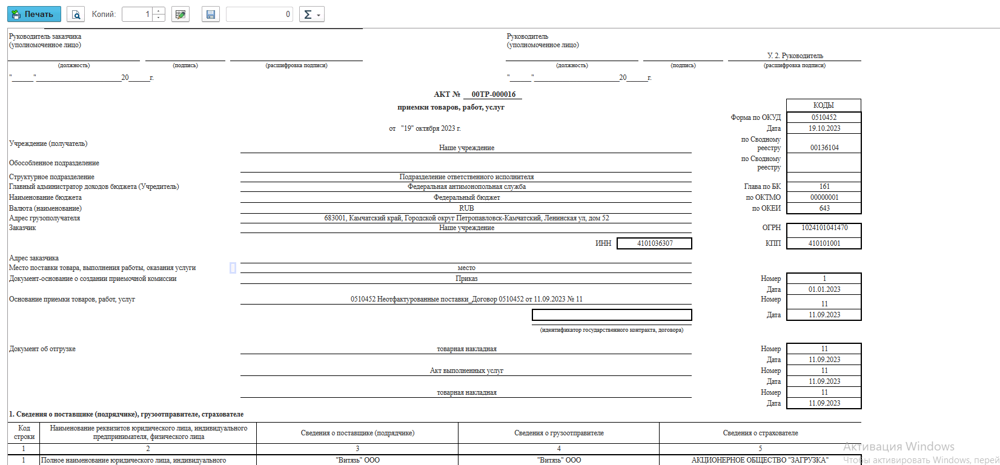 Печать Копий: 1 0 Σ
Руководитель заказчика Руководитель
(уполномоченное лицо) (уполномоченное лицо)
У. 2. Руководитель
(должность) (подпись) (расшифровка подписи) (должность) (подпись) (расшифровка подписи)
"______"________________________20______г. "______"________________________20______г.
АКТ № 00ТР-000016
приемки товаров, работ, услуг КОДЫ
Форма по ОКУД 0510452
от "19" октября 2023 г. Дата 19.10.2023
Учреждение (получатель) Наше учреждение по Сводному реестру 00136104
Обособленное подразделение по Сводному реестру
Структурное подразделение Подразделение ответственного исполнителя
Главный администратор доходов бюджета (Учредитель) Федеральная антимонопольная служба Глава по БК 161
Наименование бюджета Федеральный бюджет по ОКТМО 00000001
Валюта (наименование) RUB по ОКЕИ 643
Адрес грузополучателя 683001, Камчатский край, Городской округ Петропавловск-Камчатский, Ленинская ул, дом 52
Заказчик Наше учреждение ОГРН 1024101041470
ИНН 4101036307 КПП 410101001
Адрес заказчика
Место поставки товара, выполнения работы, оказания услуги место
Документ-основание о создании приемочной комиссии Приказ Номер 1
Дата 01.01.2023
Основание приемки товаров, работ, услуг 0510452 Неотфактурованные поставки_Договор 0510452 от 11.09.2023 № 11 Номер 11
Дата 11.09.2023
(идентификатор государственного контракта, договора)
Документ об отгрузке товарная накладная Номер 11
Дата 11.09.2023
Акт выполненных услуг Номер 11
Дата 11.09.2023
товарная накладная Номер 11
Дата 11.09.2023
1. Сведения о поставщике (подрядчике), грузоотправителе, страхователе
Код строки Наименование реквизитов юридического лица, индивидуального предпринимателя, физического лица Сведения о поставщике (подрядчике) Сведения о грузоотправителе Сведения о страхователе
1 2 3 4 5
1 Полное наименование юридического лица, индивидуального "Витязь" ООО "Витязь" ООО АКЦИОНЕРНОЕ ОБЩЕСТВО "ЗАГРУЗКА"
Активация Windows
Чтобы активировать Windows, перей